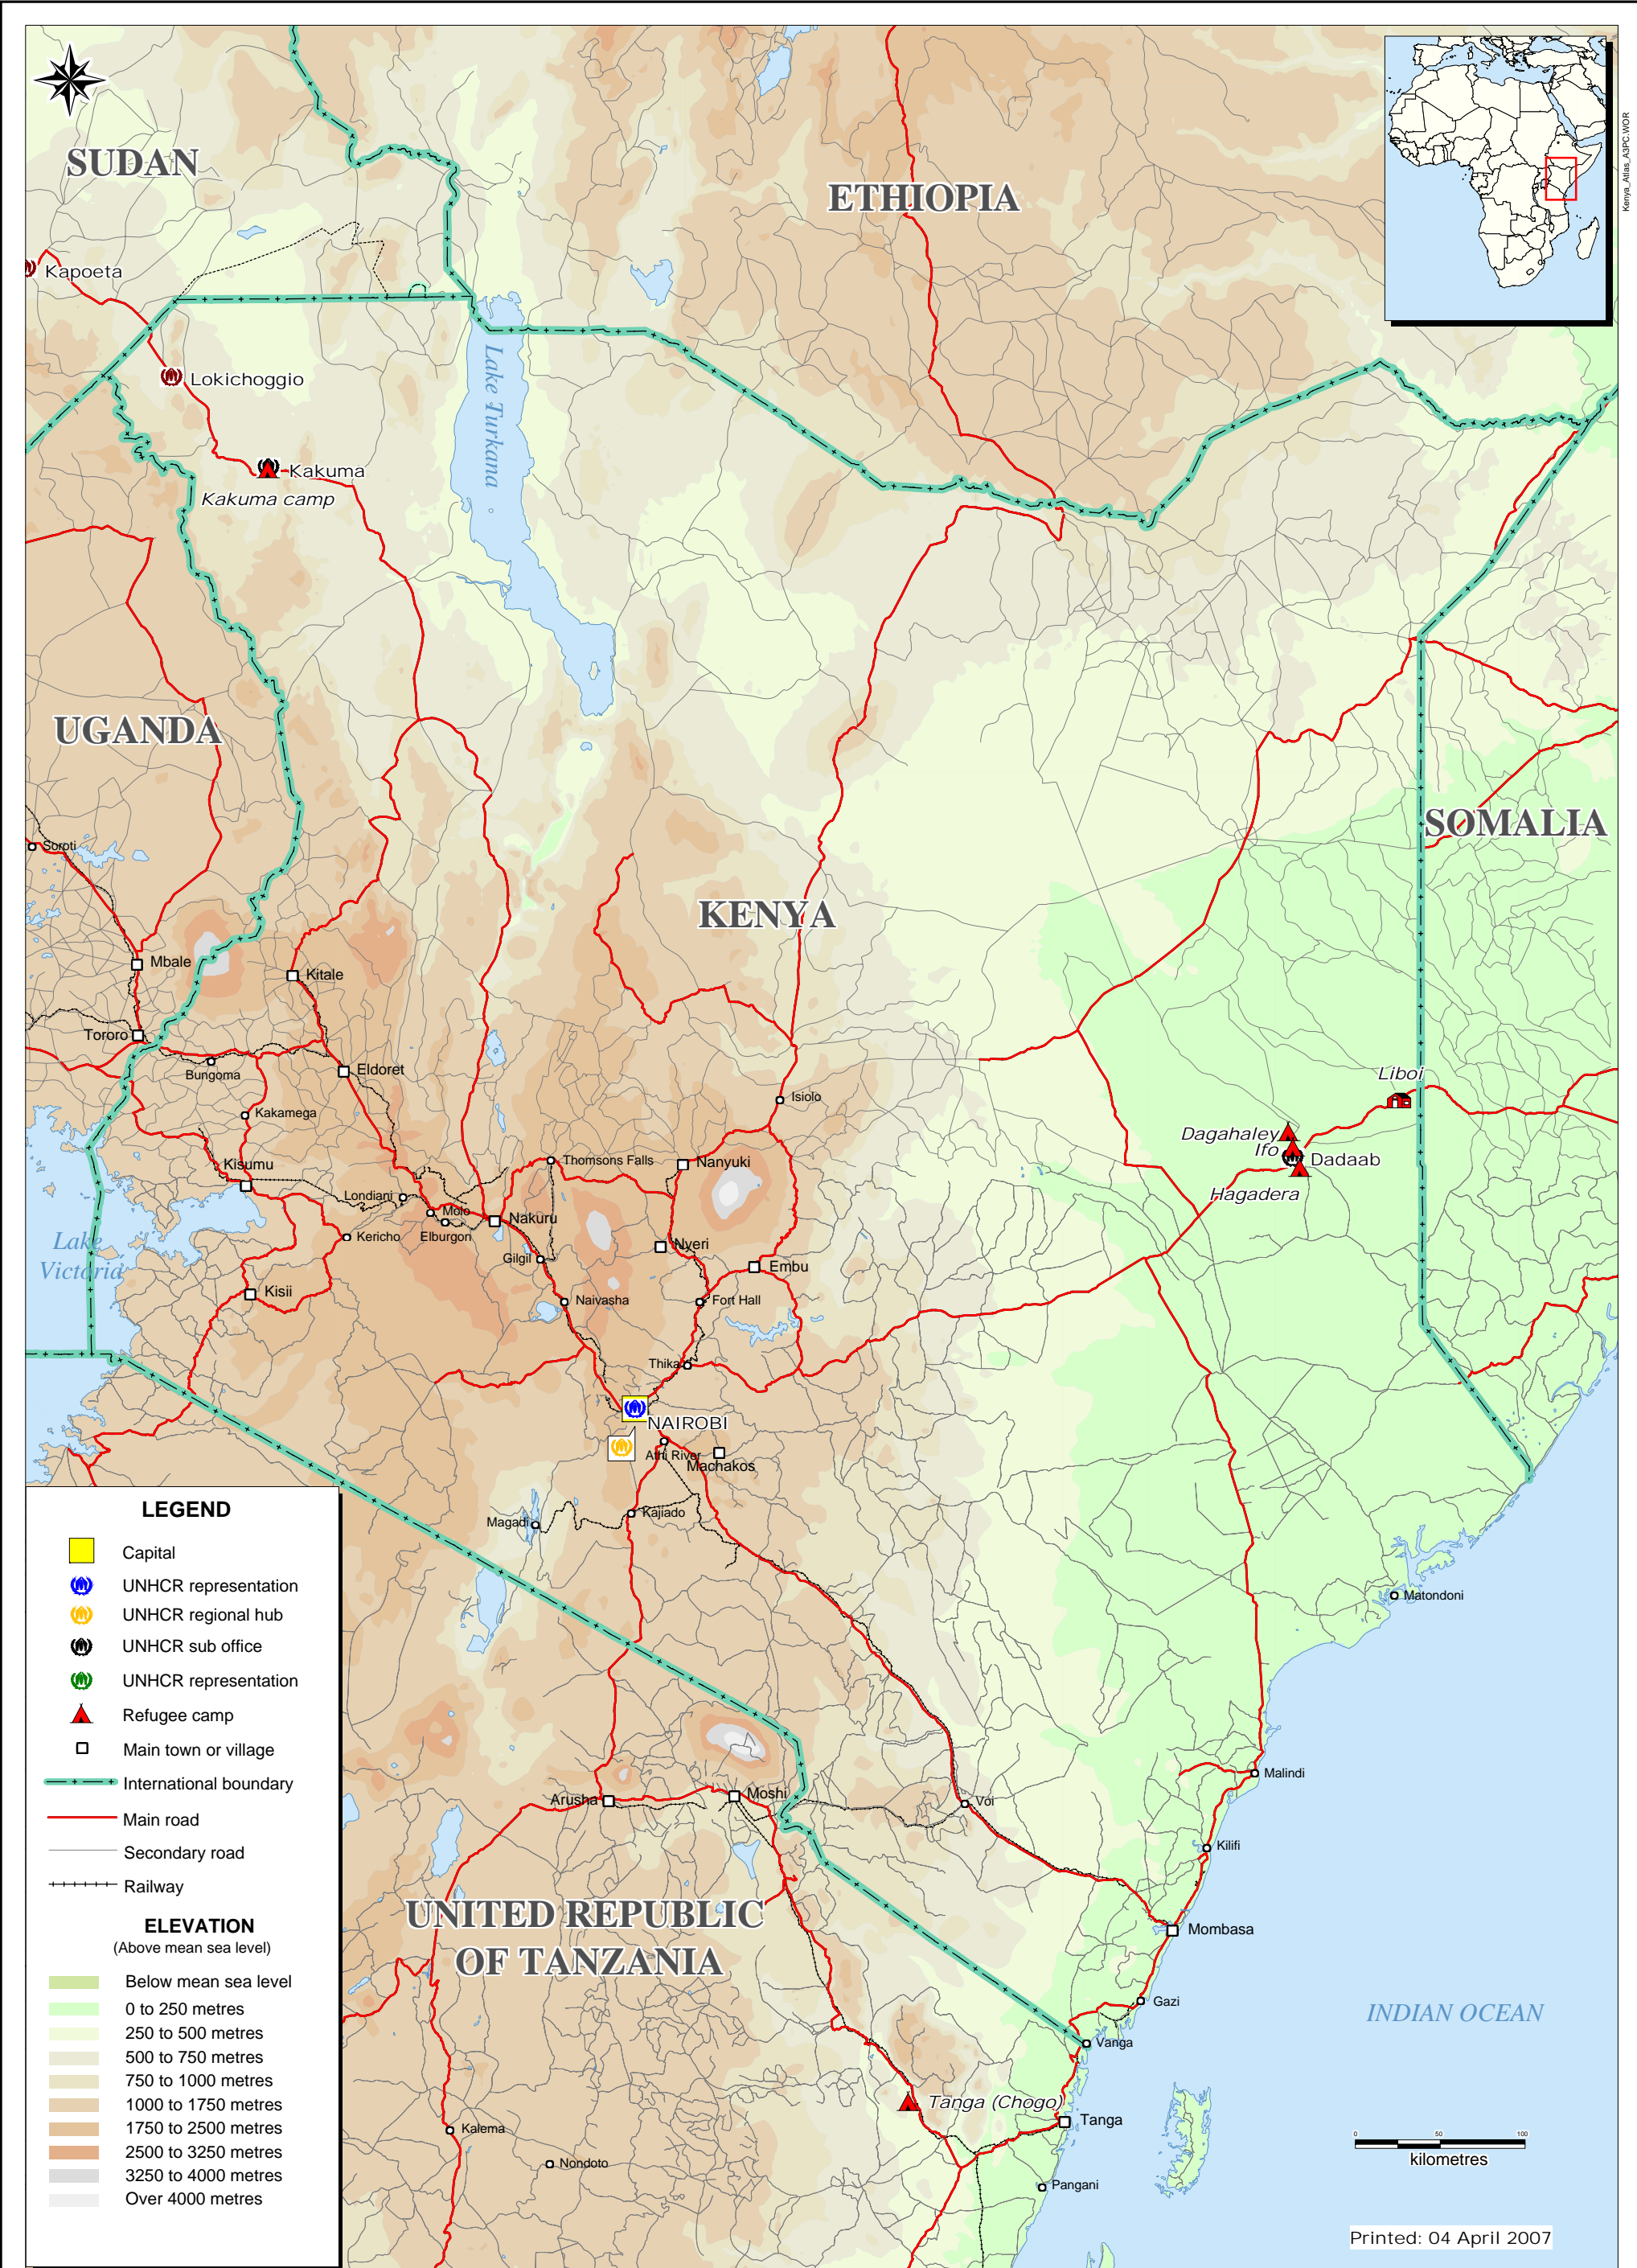 Kenya_Atlas_A3PC.WOR
SUDAN
ETHIOPIA
Kapoeta
Lokichoggio
Lake Turkana
Kakuma
Kakuma camp
UGANDA
SOMALIA
Soroti
KENYA
Mbale
Kitale
Tororo
Bungoma
Eldoret
Liboi
Isiolo
Kakamega
Dagahaley
Ifo
Dadaab
Kisumu
Thomsons Falls
Nanyuki
Hagadera
Londiani
Molo
Nakuru
Kericho
Elburgon
Lake
Victoria
Nyeri
Gilgil
Embu
Kisii
Naivasha
Fort Hall
Thika
NAIROBI
Athi River
Machakos
Kajiado
Magadi
Matondoni
LEGEND
Capital
UNHCR representation
UNHCR regional hub
UNHCR sub office
UNHCR representation
Refugee camp
Main town or village
International boundary
Main road
Secondary road
Railway
ELEVATION
(Above mean sea level)
Below mean sea level
0 to 250 metres
250 to 500 metres
500 to 750 metres
750 to 1000 metres
1000 to 1750 metres
1750 to 2500 metres
2500 to 3250 metres
3250 to 4000 metres
Over 4000 metres
Malindi
Arusha
Moshi
Voi
Kilifi
UNITED REPUBLIC
OF TANZANIA
Mombasa
Gazi
INDIAN OCEAN
Vanga
Tanga (Chogo)
Tanga
Kalema
Nondoto
Pangani
0 50 100
kilometres
Printed: 04 April 2007